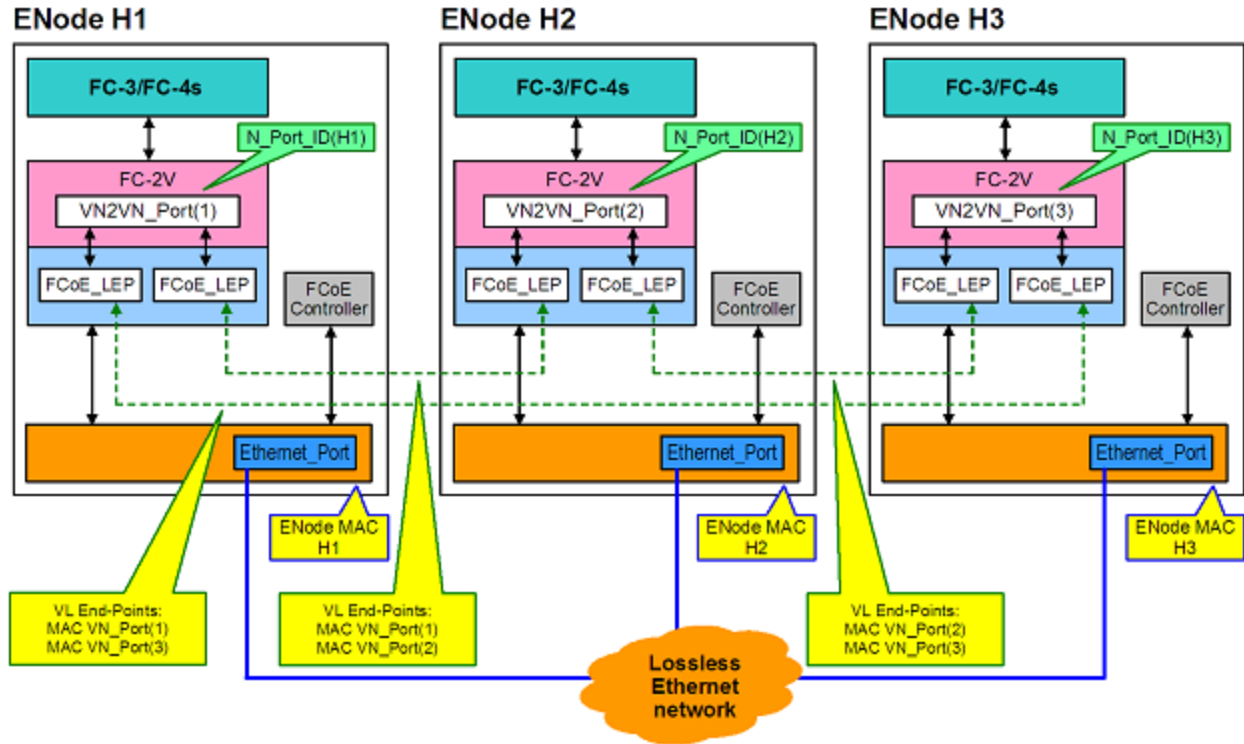 ENode H1
ENode H2
ENode H3
FC-3/FC-4s
FC-3/FC-4s
FC-3/FC-4s
N_Port_ID(H1)
N_Port_ID(H2)
N_Port_ID(H3)
FC-2V
FC-2V
FC-2V
VN2VN_Port(1)
VN2VN_Port(2)
VN2VN_Port(3)
FCoE_LEP
FCoE_LEP
FCoE
Controller
FCoE_LEP
FCoE_LEP
FCoE
Controller
FCoE_LEP
FCoE_LEP
FCoE
Controller
Ethernet_Port
Ethernet_Port
Ethernet_Port
ENode MAC
H1
ENode MAC
H2
ENode MAC
H3
VL End-Points:
MAC VN_Port(1)
MAC VN_Port(3)
VL End-Points:
MAC VN_Port(1)
MAC VN_Port(2)
VL End-Points:
MAC VN_Port(2)
MAC VN_Port(3)
Lossless
Ethernet
network